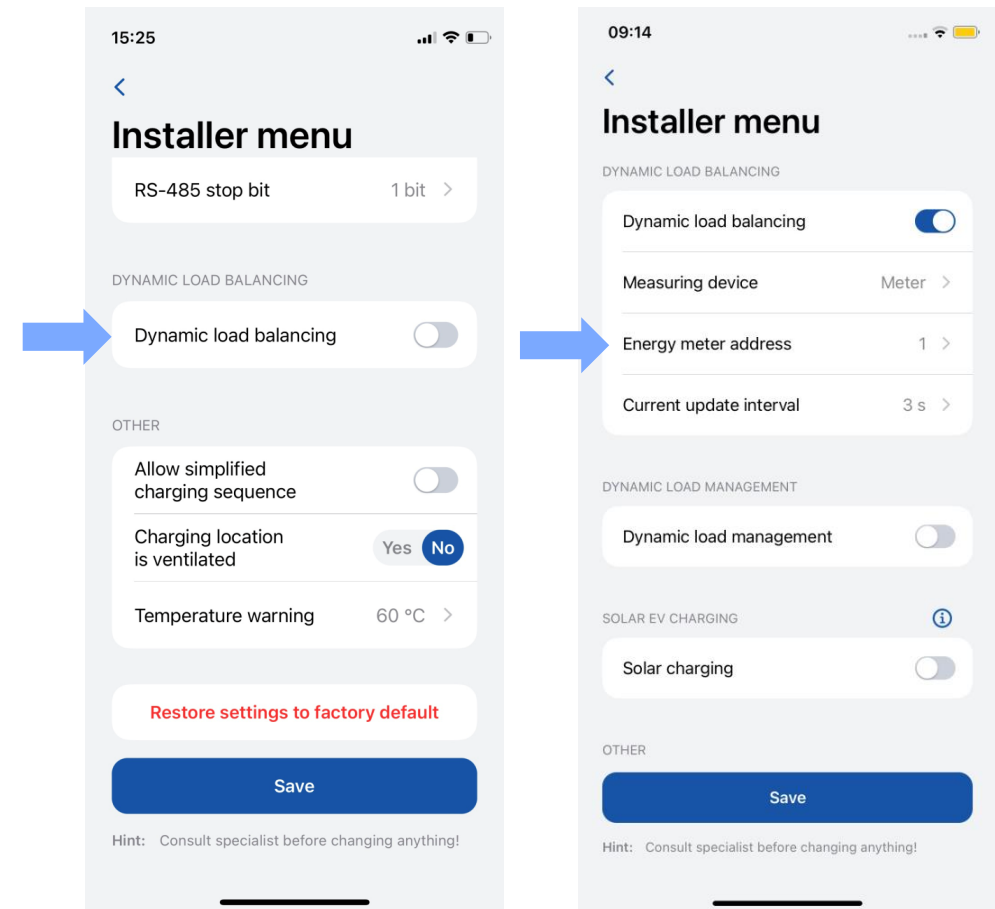 15:25
Installer menu
RS-485 stop bit 1 bit
DYNAMIC LOAD BALANCING
Dynamic load balancing
OTHER
Allow simplified
charging sequence
Charging location
is ventilated
Yes No
Temperature warning 60 °C
Restore settings to factory default
Save
Hint: Consult specialist before changing anything!
09:14
Installer menu
DYNAMIC LOAD BALANCING
Dynamic load balancing
Measuring device Meter
Energy meter address 1
Current update interval 3 s
DYNAMIC LOAD MANAGEMENT
Dynamic load management
SOLAR EV CHARGING
Solar charging
OTHER
Save
Hint: Consult specialist before changing anything!